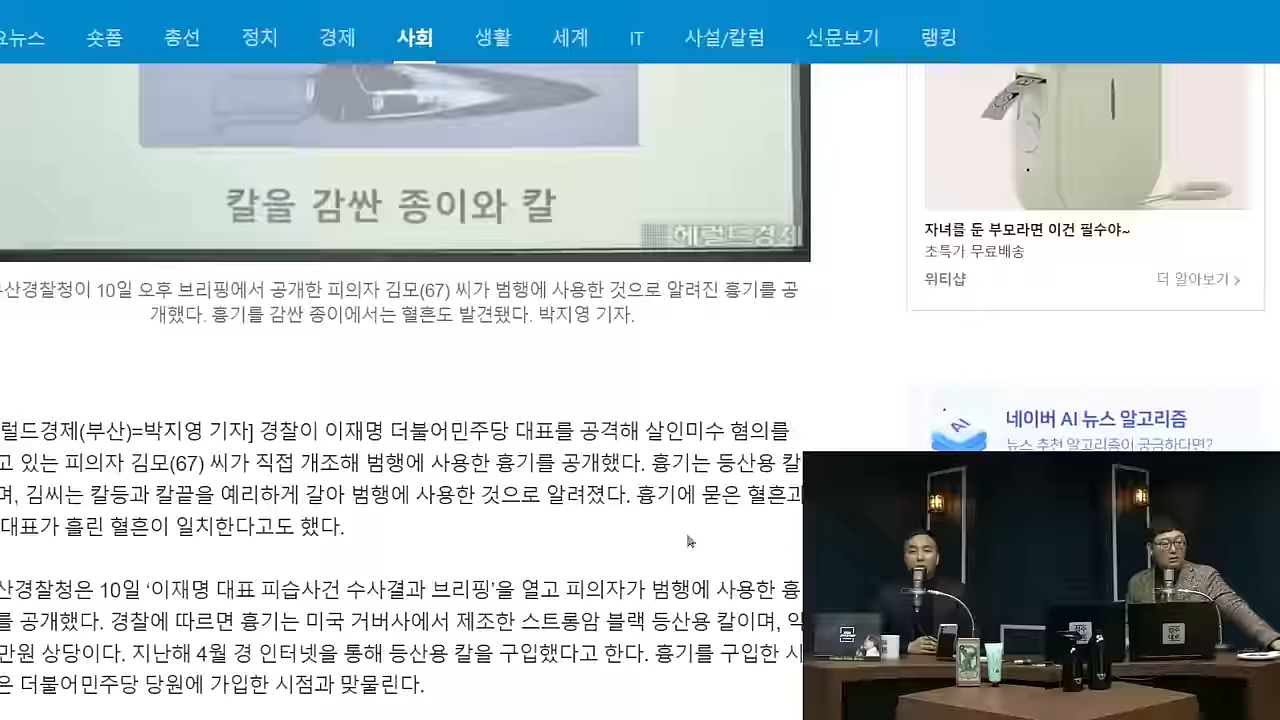 요뉴스 숏폼 총선 정치 경제 사회 생활 세계 IT 사설/칼럼 신문보기 랭킹
칼을 감싼 종이와 칼
헤럴드경제
산경찰청이 10일 오후 브리핑에서 공개한 피의자 김모(67) 씨가 범행에 사용한 것으로 알려진 흉기를 공
개했다. 흉기를 감싼 종이에서는 혈흔도 발견됐다. 박지영 기자.
럴드경제(부산)=박지영 기자] 경찰이 이재명 더불어민주당 대표를 공격해 살인미수 혐의를
고 있는 피의자 김모(67) 씨가 직접 개조해 범행에 사용한 흉기를 공개했다. 흉기는 등산용 칼
며, 김씨는 칼등과 칼끝을 예리하게 갈아 범행에 사용한 것으로 알려졌다. 흉기에 묻은 혈흔과
대표가 흘린 혈흔이 일치한다고도 했다.
산경찰청은 10일 ‘이재명 대표 피습사건 수사결과 브리핑’을 열고 피의자가 범행에 사용한 흉
를 공개했다. 경찰에 따르면 흉기는 미국 거버사에서 제조한 스트롱암 블랙 등산용 칼이며, 약
만원 상당이다. 지난해 4월 경 인터넷을 통해 등산용 칼을 구입했다고 한다. 흉기를 구입한 시
은 더불어민주당 당원에 가입한 시점과 맞물린다.
자녀를 둔 부모라면 이건 필수야~
초특가 무료배송
위티샵 더 알아보기 >
AI
네이버 AI 뉴스 알고리즘
뉴스 추천 알고리즘이 궁금하다면?